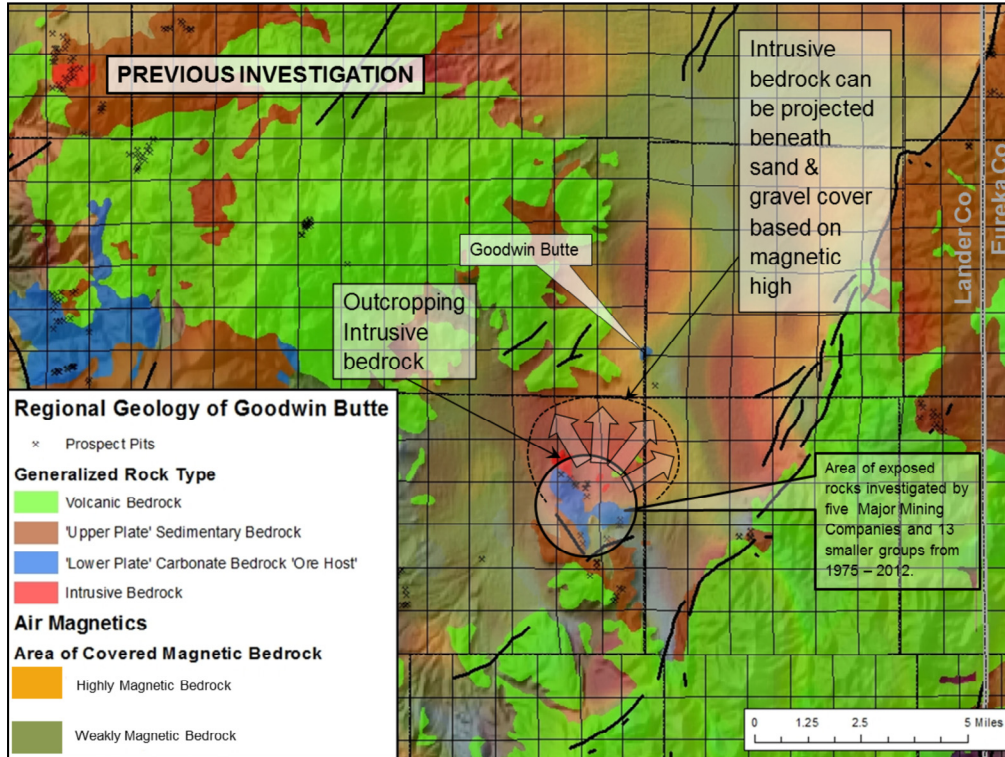 PREVIOUS INVESTIGATION
Intrusive
bedrock can
be projected
beneath
sand &
gravel cover
based on
magnetic
high
Goodwin Butte
Outcropping
Intrusive
bedrock
Lander Co.
Eureka Co.
Area of exposed
rocks investigated by
five Major Mining
Companies and 13
smaller groups from
1975 – 2012.
Regional Geology of Goodwin Butte
Prospect Pits
Generalized Rock Type
Volcanic Bedrock
'Upper Plate' Sedimentary Bedrock
'Lower Plate' Carbonate Bedrock 'Ore Host'
Intrusive Bedrock
Air Magnetics
Area of Covered Magnetic Bedrock
Highly Magnetic Bedrock
Weakly Magnetic Bedrock
0 1.25 2.5 5 Miles